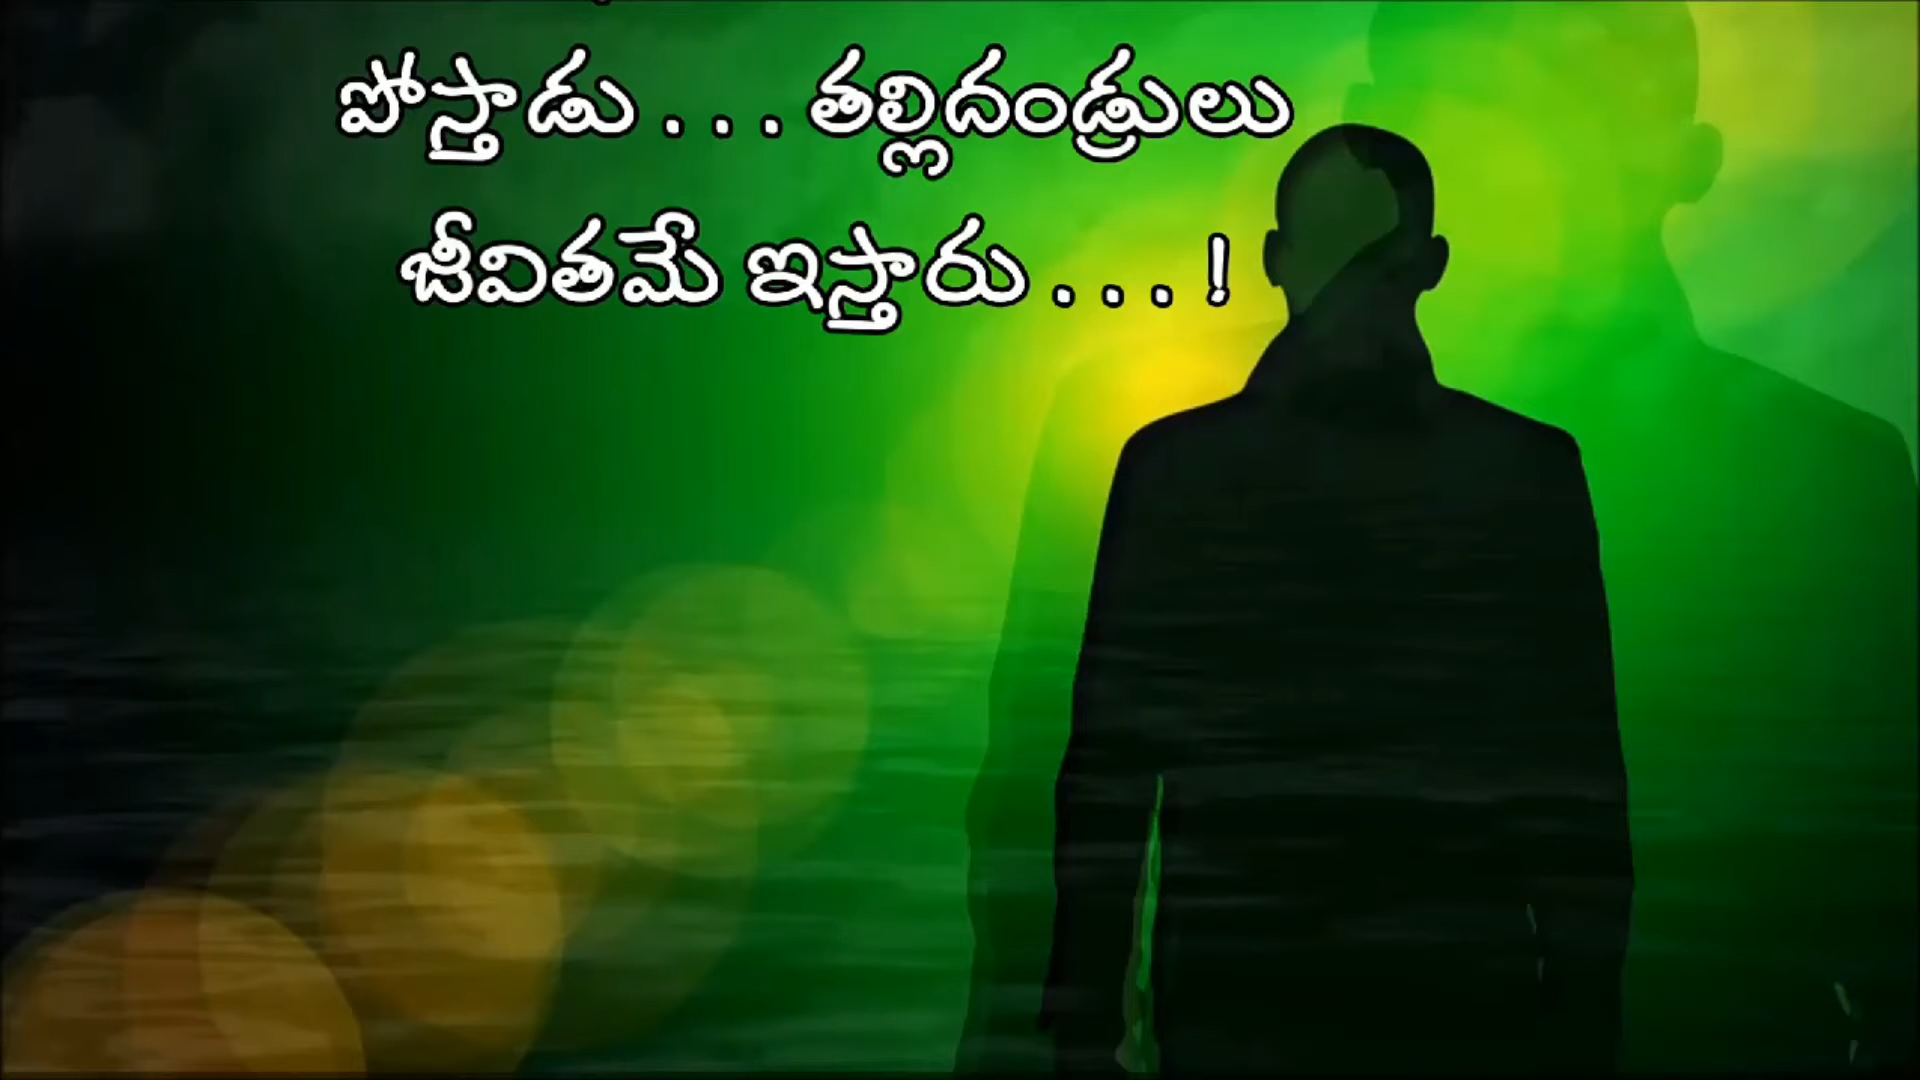 పోస్తాడు . . . తల్లిదండ్రులు
జీవితమే ఇస్తారు . . . !